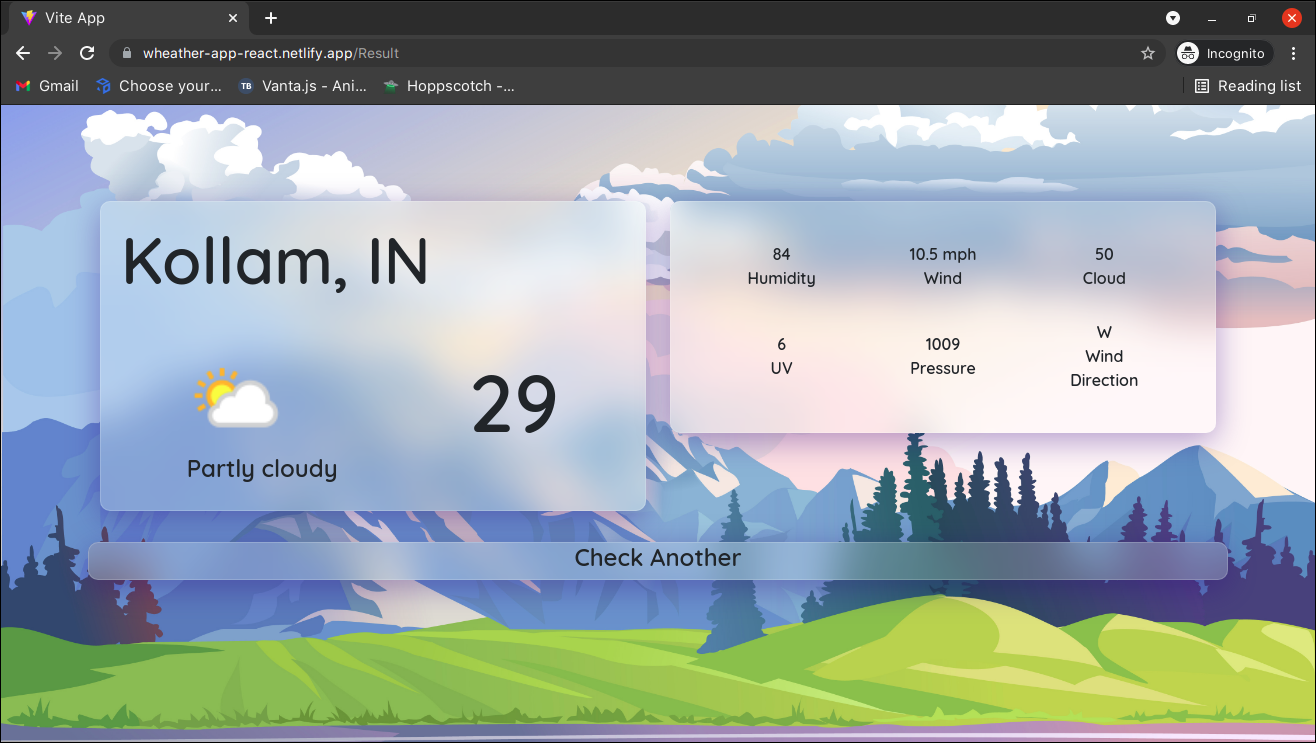 Vite App
wheather-app-react.netlify.app/Result
Incognito
Gmail
Choose your...
TB
Vanta.js - Ani...
Hoppscotch -...
Reading list
Kollam, IN
29
Partly cloudy
84
Humidity
10.5 mph
Wind
50
Cloud
6
UV
1009
Pressure
W
Wind
Direction
Check Another